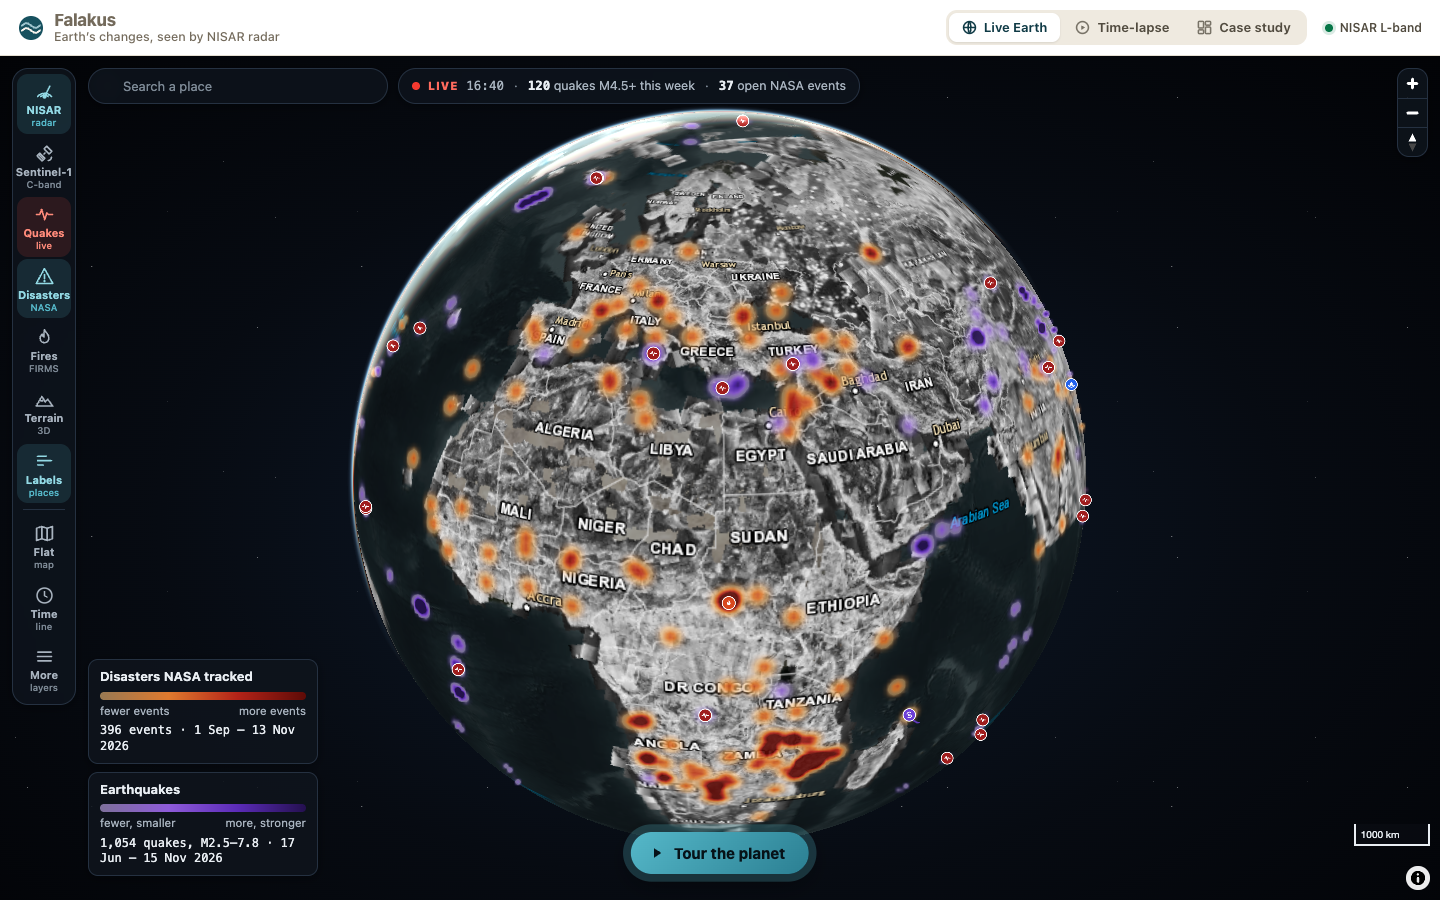 Falakus
Earth's changes, seen by NISAR radar
Live Earth
Time-lapse
Case study
NISAR L-band
Search a place
LIVE 16:40 · 120 quakes M4.5+ this week · 37 open NASA events
NISAR
radar
Sentinel-1
C-band
Quakes
live
Disasters
NASA
Fires
FIRMS
Terrain
3D
Labels
places
Flat
map
Time
line
More
layers
Warsaw
ERMANY
Paris
UKRAINE
FRANCE
Madrid
ITALY
Istanbul
PAIN
GREECE
TURKEY
Baghdad
IRAN
Dubai
ALGERIA
LIBYA
EGYPT
SAUDI ARABIA
Arabian Sea
MALI
NIGER
CHAD
SUDAN
NIGERIA
Accra
ETHIOPIA
DR CONGO
TANZANIA
ANGOLA
ZAM
Disasters NASA tracked
fewer events
more events
396 events · 1 Sep – 13 Nov
2026
Earthquakes
fewer, smaller
more, stronger
1,054 quakes, M2.5–7.8 · 17
Jun – 15 Nov 2026
Tour the planet
1000 km